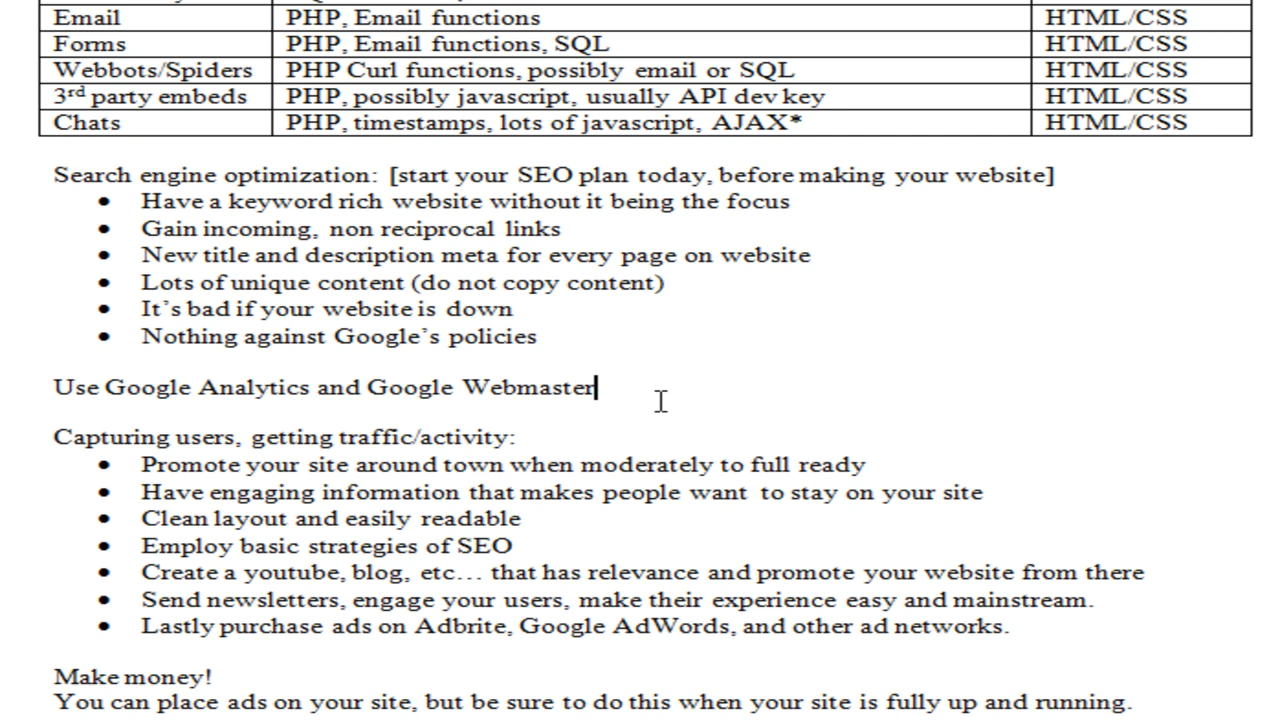 Email PHP, Email functions HTML/CSS
Forms PHP, Email functions, SQL HTML/CSS
Webbots/Spiders PHP Curl functions, possibly email or SQL HTML/CSS
3rd party embeds PHP, possibly javascript, usually API dev key HTML/CSS
Chats PHP, timestamps, lots of javascript, AJAX* HTML/CSS
Search engine optimization: [start your SEO plan today, before making your website]
• Have a keyword rich website without it being the focus
• Gain incoming, non reciprocal links
• New title and description meta for every page on website
• Lots of unique content (do not copy content)
• It's bad if your website is down
• Nothing against Google's policies
Use Google Analytics and Google Webmaster
Capturing users, getting traffic/activity:
• Promote your site around town when moderately to full ready
• Have engaging information that makes people want to stay on your site
• Clean layout and easily readable
• Employ basic strategies of SEO
• Create a youtube, blog, etc... that has relevance and promote your website from there
• Send newsletters, engage your users, make their experience easy and mainstream.
• Lastly purchase ads on Adbrite, Google AdWords, and other ad networks.
Make money!
You can place ads on your site, but be sure to do this when your site is fully up and running.